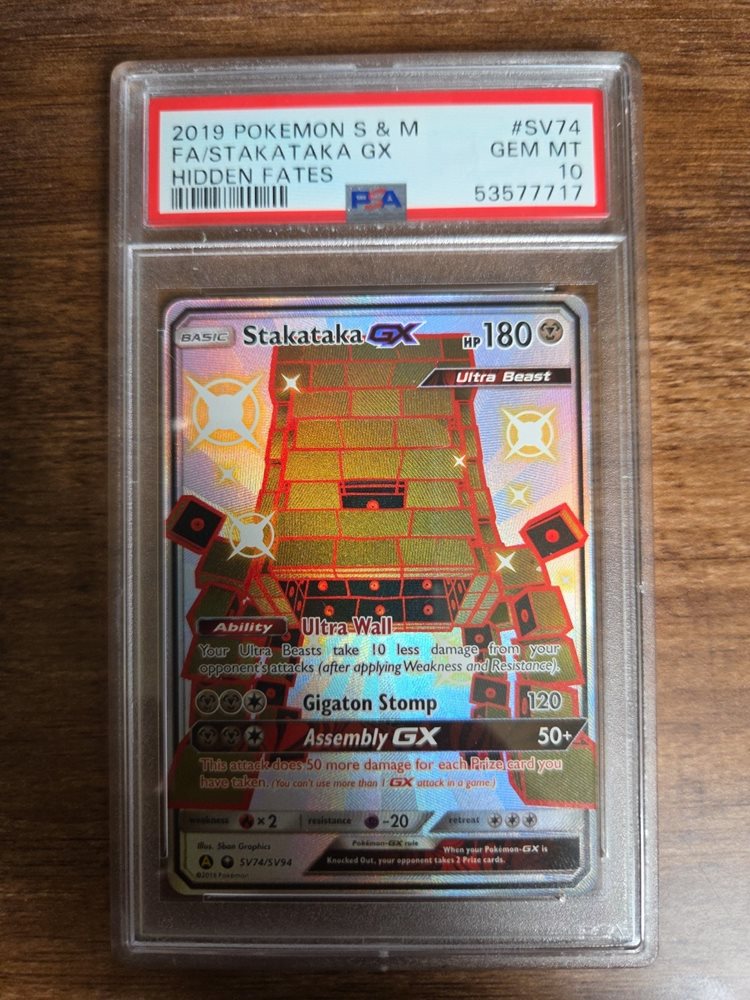 2019 POKEMON S & M #SV74
FA/STAKATAKA GX GEM MT
HIDDEN FATES 10
PSA 53577717
BASIC Stakataka GX HP 180
Ultra Beast
Ability Ultra Wall
Your Ultra Beasts take 10 less damage from your
opponent's attacks (after applying Weakness and Resistance).
Gigaton Stomp 120
Assembly GX 50+
This attack does 50 more damage for each Prize card you
have taken. (You can't use more than 1 GX attack in a game.)
weakness ×2 resistance -20 retreat
Illus. 5ban Graphics Pokémon-GX rule When your Pokémon-GX is
A SV74/SV94 Knocked Out, your opponent takes 2 Prize cards.
©2018 Pokémon